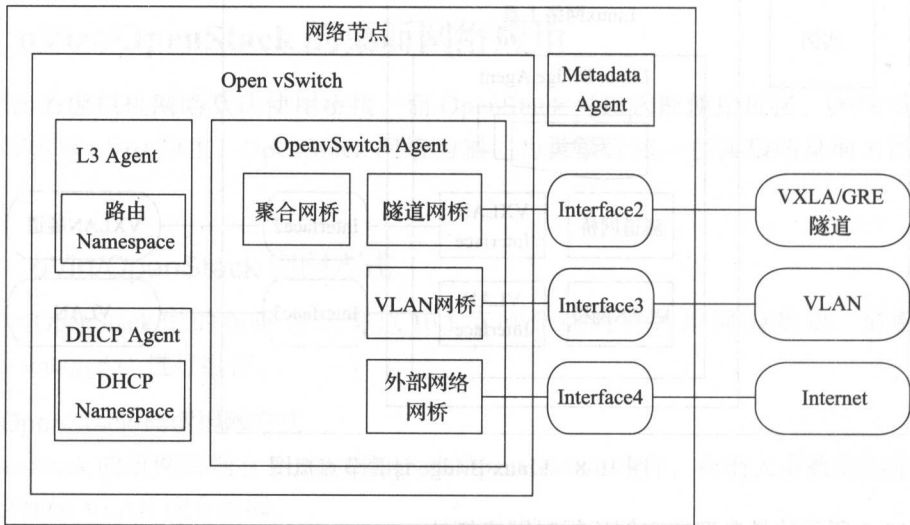 网络节点
Open vSwitch
Metadata
Agent
L3 Agent
路由
Namespace
OpenvSwitch Agent
聚合网桥
隧道网桥
Interface2
VXLA/GRE
隧道
VLAN网桥
Interface3
VLAN
DHCP Agent
DHCP
Namespace
外部网络
网桥
Interface4
Internet